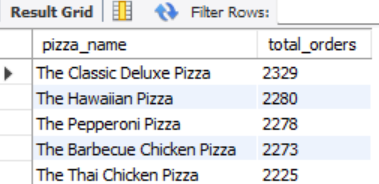 Result Grid Filter Rows:
pizza_name total_orders
The Classic Deluxe Pizza 2329
The Hawaiian Pizza 2280
The Pepperoni Pizza 2278
The Barbecue Chicken Pizza 2273
The Thai Chicken Pizza 2225